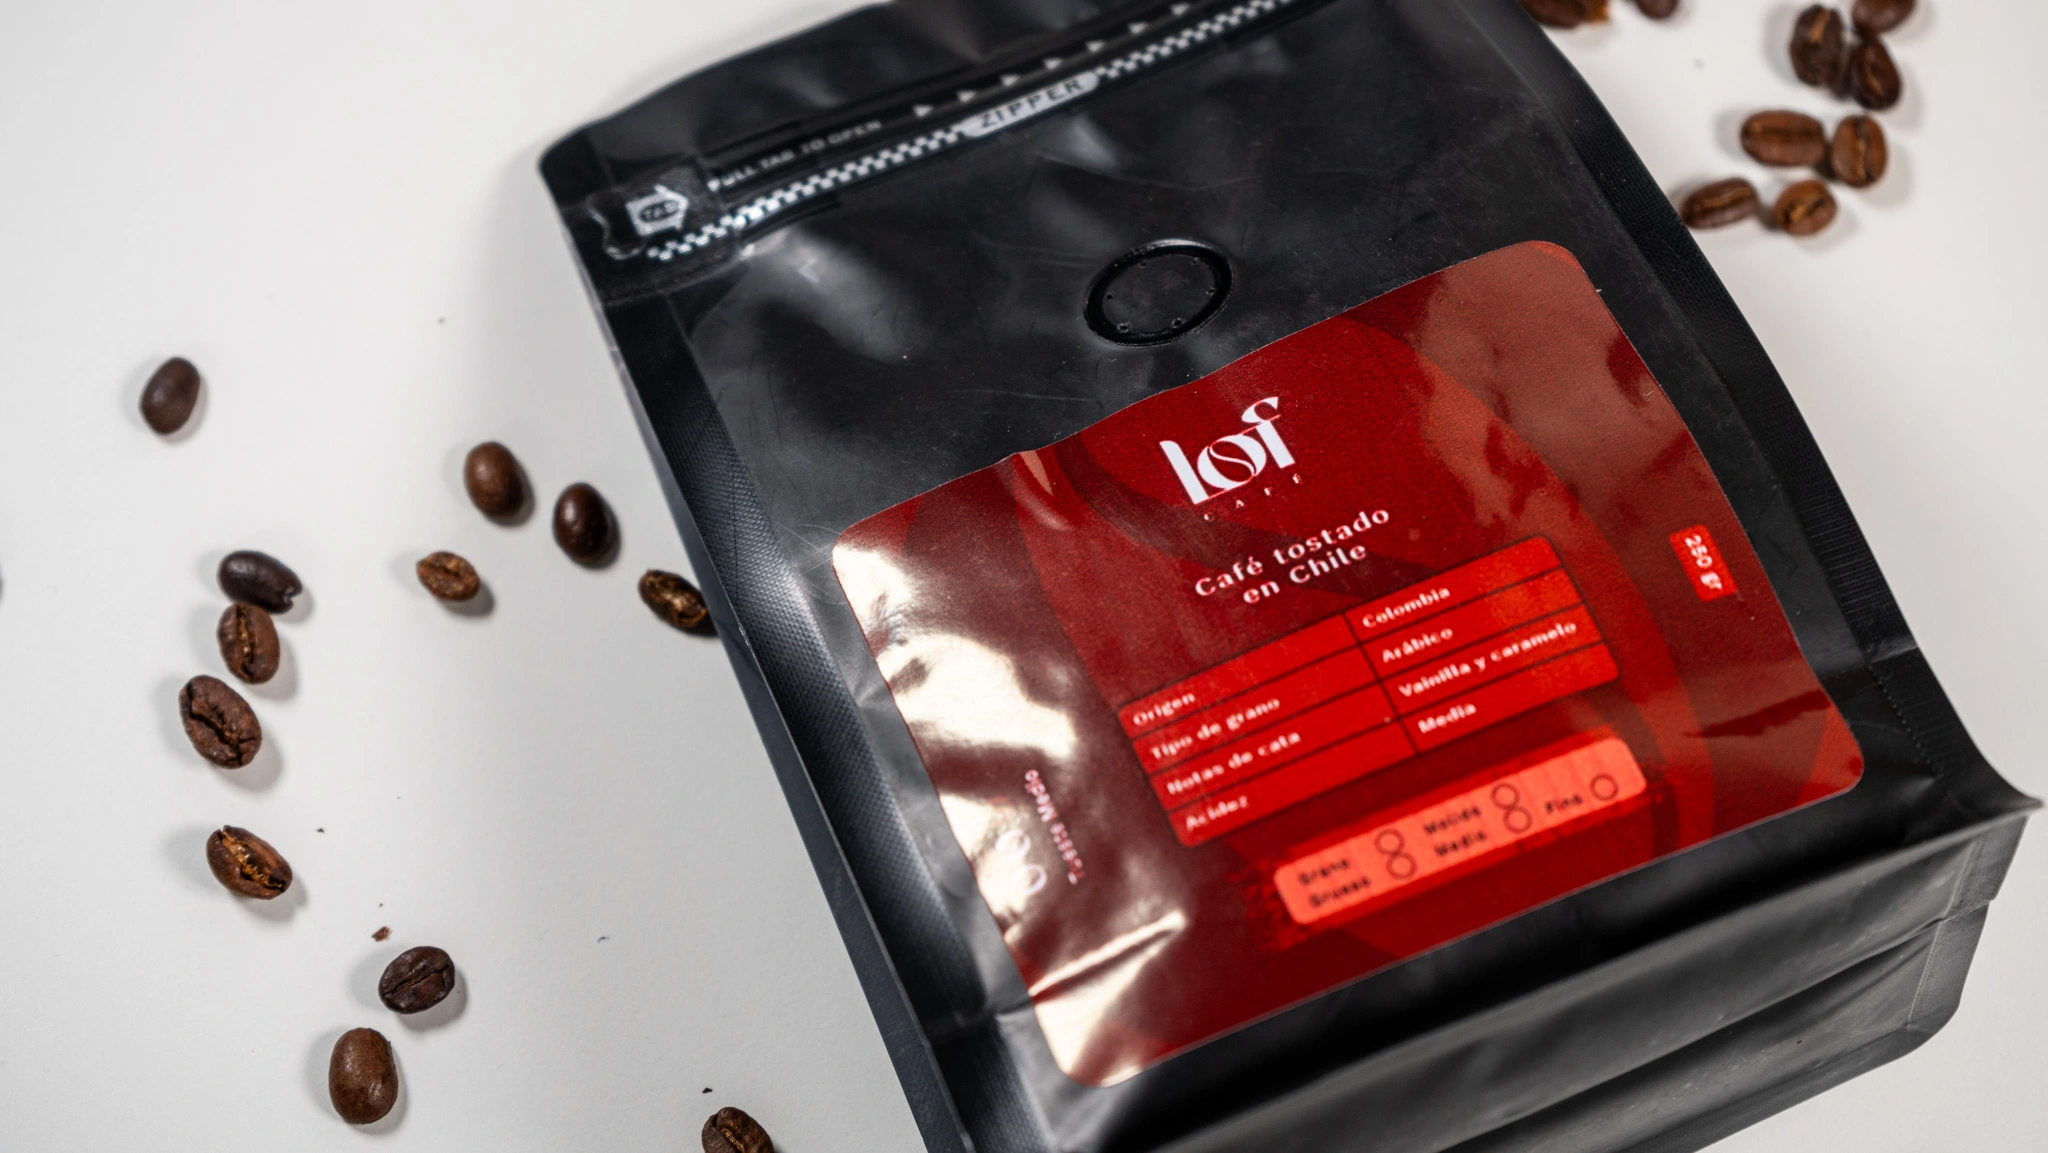 PULL TAB TO OPEN
ZIPPER
TAB
lof
CAFÉ
Café tostado
en Chile
250 gr
Origen Colombia
Tipo de grano Arábico
Notas de cata Vainilla y caramelo
Acidez Media
Tueste Medio
Grano
Grueso
Molido
Medio
Fino